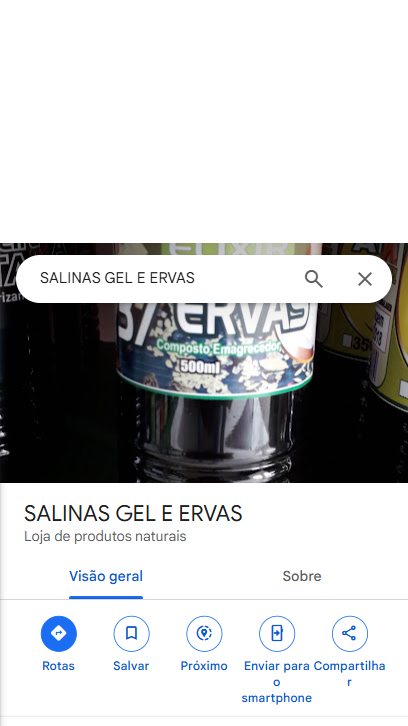 ELIXIR
SALINAS GEL E ERVAS
37 ERVAS
Composto Emagrecedor
500ml
SALINAS GEL E ERVAS
Loja de produtos naturais
Visão geral
Sobre
Rotas
Salvar
Próximo
Enviar para
o
smartphone
Compartilha
r